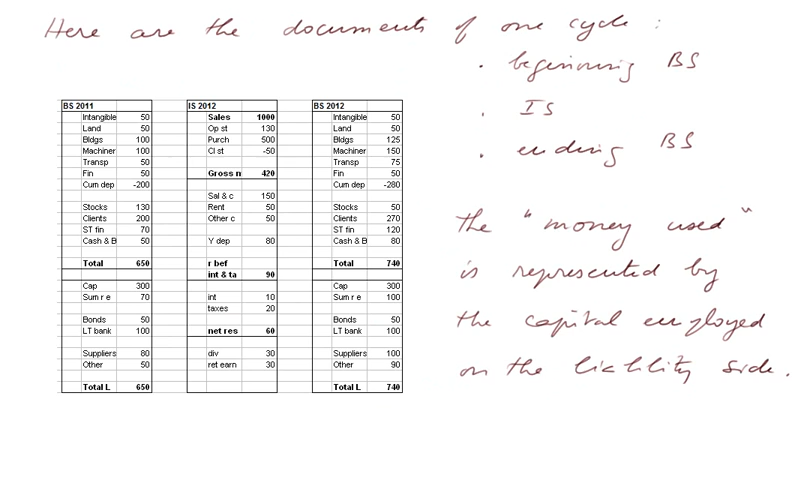 Here are the documents of one cycle :
. beginning BS
. IS
. ending BS
the "money used"
is represented by
the capital employed
on the liability side.
BS 2011 IS 2012 BS 2012
Intangible 50 Sales 1000 Intangible 50
Land 50 Op st 130 Land 50
Bldgs 100 Purch 500 Bldgs 125
Machiner 100 Cl st -50 Machiner 150
Transp 50 Transp 75
Fin 50 Gross n 420 Fin 50
Cum dep -200 Cum dep -280
Sal & c 150
Stocks 130 Rent 50 Stocks 50
Clients 200 Other c 50 Clients 270
ST fin 70 ST fin 120
Cash & B 50 Y dep 80 Cash & B 80
Total 650 r bef Total 740
int & ta 90
Cap 300 Cap 300
Sum r e 70 int 10 Sum r e 100
taxes 20
Bonds 50 Bonds 50
LT bank 100 net res 60 LT bank 100
Suppliers 80 div 30 Suppliers 100
Other 50 ret earn 30 Other 90
Total L 650 Total L 740